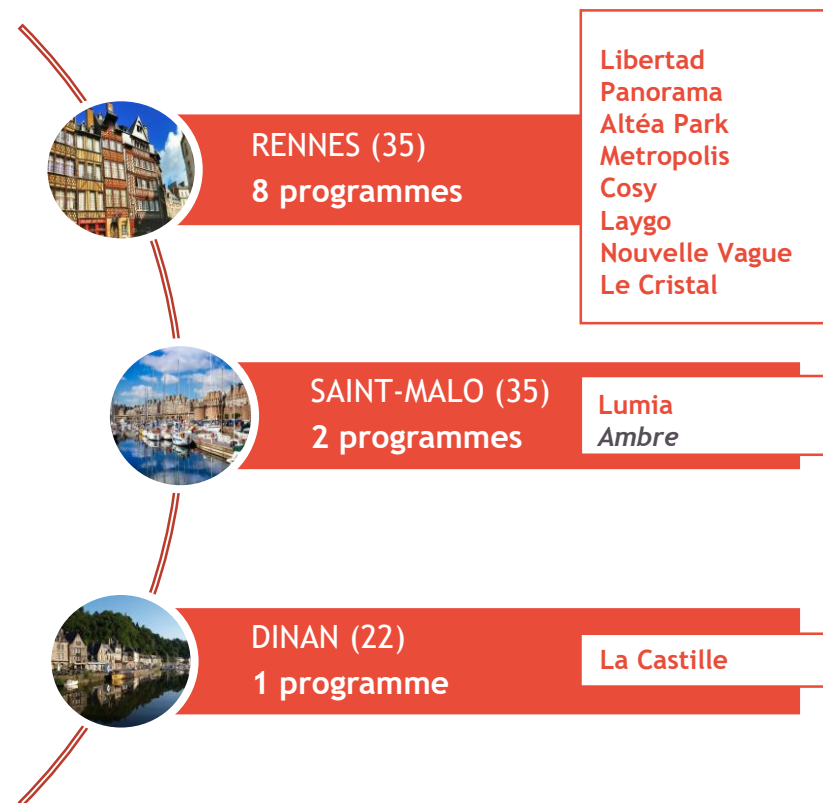 RENNES (35)
8 programmes
Libertad
Panorama
Altéa Park
Metropolis
Cosy
Laygo
Nouvelle Vague
Le Cristal
SAINT-MALO (35)
2 programmes
Lumia
Ambre
DINAN (22)
1 programme
La Castille